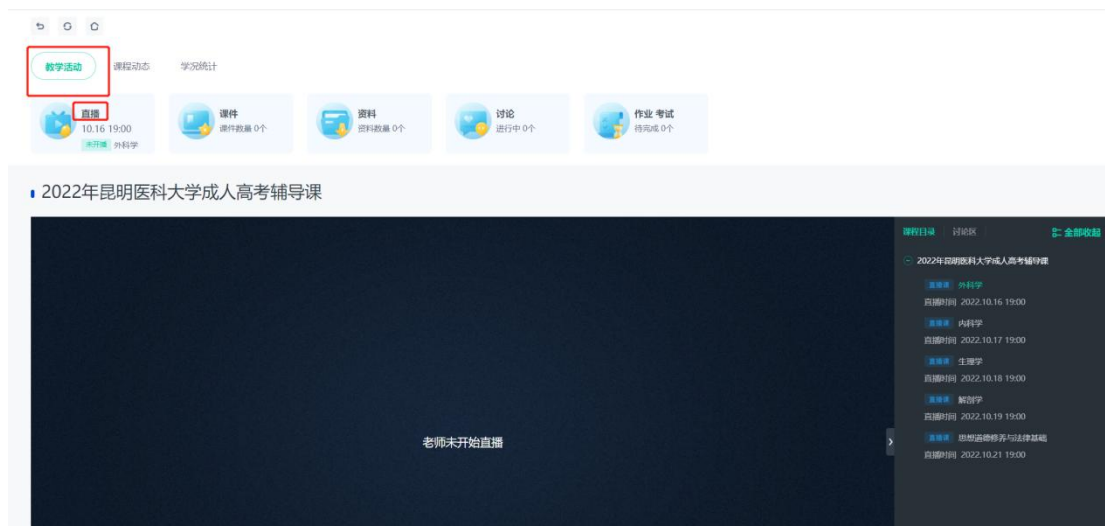 教学活动 课程动态 学况统计
直播 课件 资料 讨论 作业 考试
10.16 19:00 课件数量 0个 资料数量 0个 进行中 0个 待完成 0个
未开播 外科学
2022年昆明医科大学成人高考辅导课
课程目录 讨论区 全部收起
2022年昆明医科大学成人高考辅导课
直播课 外科学
直播时间 2022.10.16 19:00
直播课 内科学
直播时间 2022.10.17 19:00
直播课 生理学
直播时间 2022.10.18 19:00
直播课 解剖学
直播时间 2022.10.19 19:00
直播课 思想道德修养与法律基础
直播时间 2022.10.21 19:00
老师未开始直播